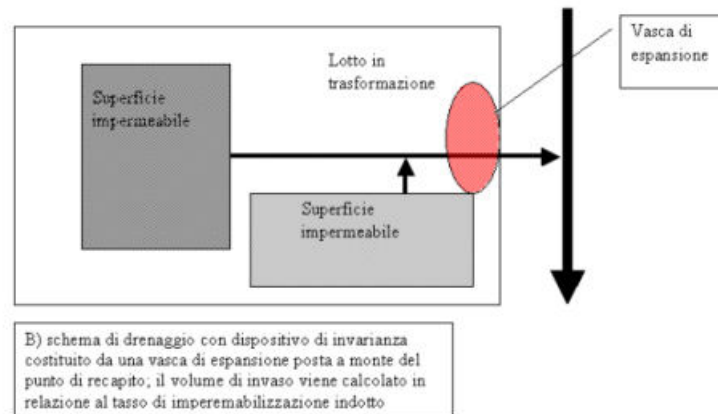 Vasca di
espansione
Lotto in
trasformazione
Superficie
impermeabile
Superficie
impermeabile
B) schema di drenaggio con dispositivo di invarianza
costituito da una vasca di espansione posta a monte del
punto di recapito; il volume di invaso viene calcolato in
relazione al tasso di imperemabilizzazione indotto